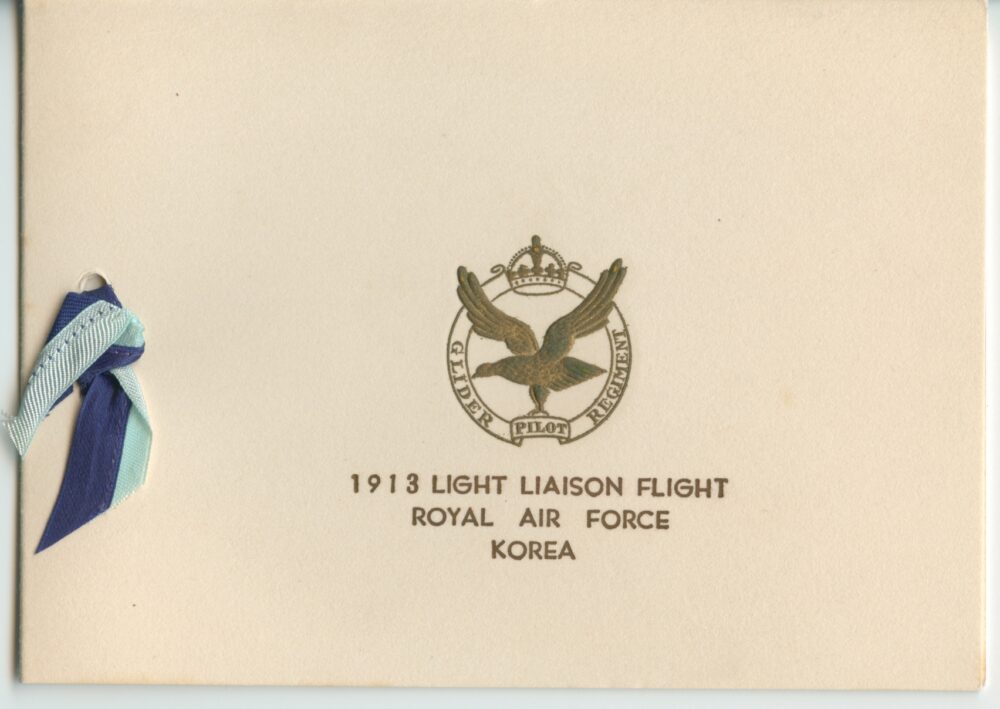 GLIDER PILOT REGIMENT
1913 LIGHT LIAISON FLIGHT
ROYAL AIR FORCE
KOREA